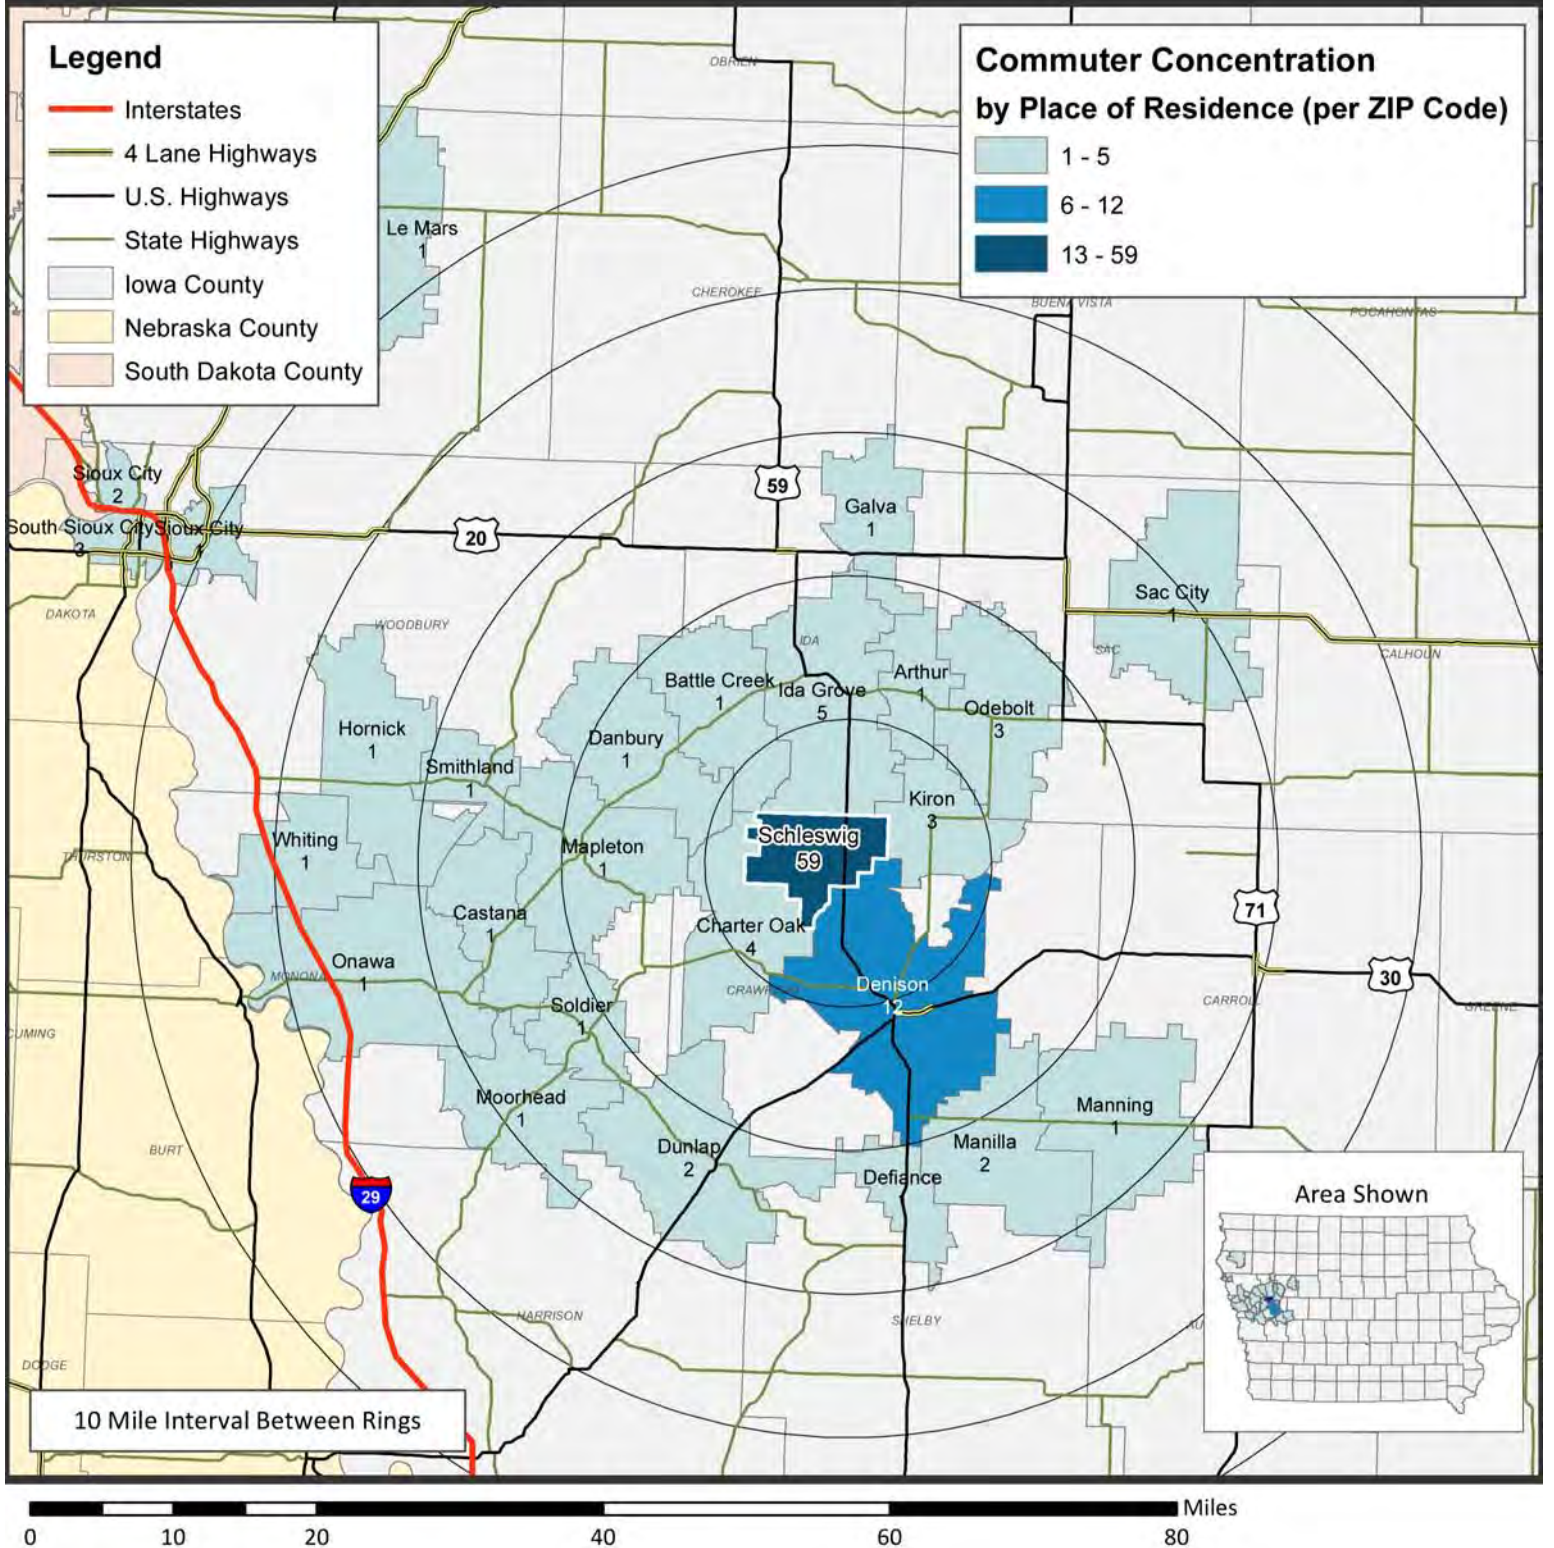 Legend
Interstates
4 Lane Highways
U.S. Highways
State Highways
Iowa County
Nebraska County
South Dakota County
Commuter Concentration
by Place of Residence (per ZIP Code)
1 - 5
6 - 12
13 - 59
OBRIEN
Le Mars
1
CHEROKEE
BUENA VISTA
POCAHONTAS
Sioux City
2
59
Galva
1
South Sioux City
3
Sioux City
1
20
Sac City
1
DAKOTA
WOODBURY
IDA
SAC
CALHOUN
Battle Creek
1
Ida Grove
5
Arthur
1
Odebolt
3
Hornick
1
Danbury
1
Smithland
1
Kiron
3
Whiting
1
THURSTON
Mapleton
1
Schleswig
59
71
Castana
1
Charter Oak
4
Onawa
1
MONONA
CRAWFORD
Denison
12
30
CARROLL
GREENE
Soldier
1
CUMING
Moorhead
1
Manning
1
BURT
Dunlap
2
Manilla
2
Defiance
29
Area Shown
HARRISON
SHELBY
AU
DODGE
10 Mile Interval Between Rings
Miles
0 10 20 40 60 80